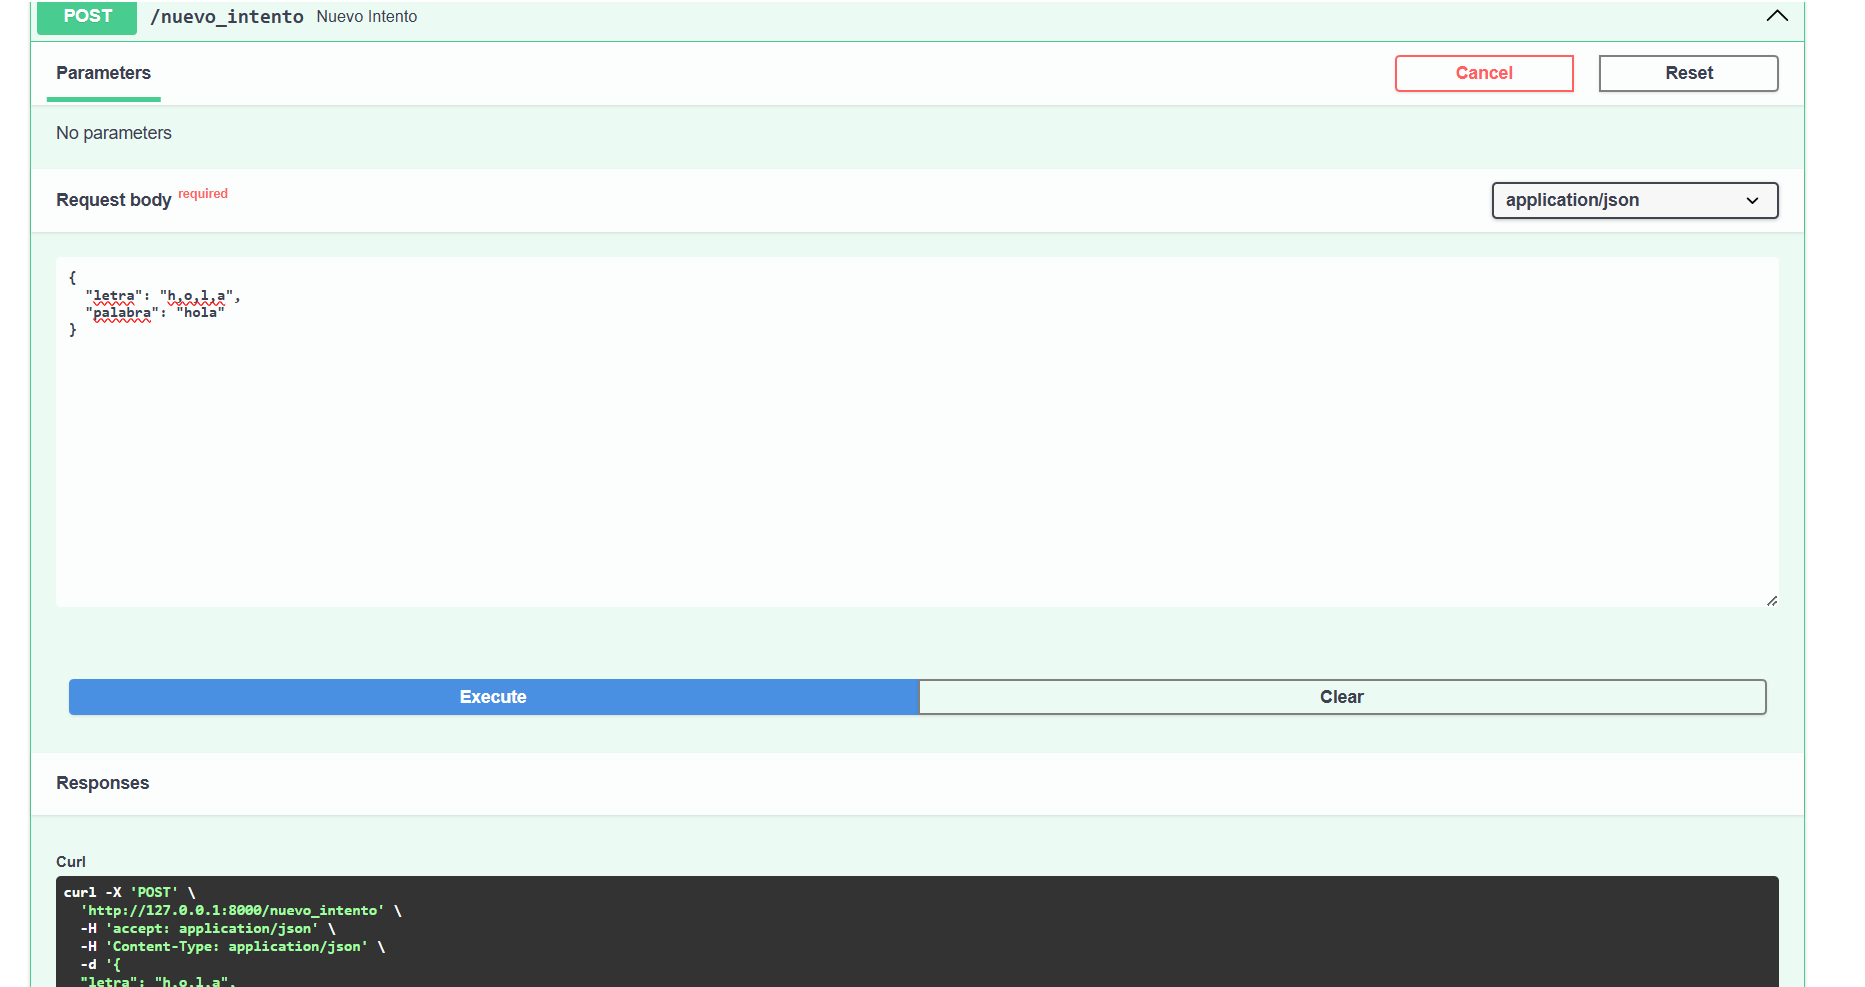 POST /nuevo_intento Nuevo Intento
Parameters
Cancel
Reset
No parameters
Request body required
application/json
{
  "letra": "h,o,l,a",
  "palabra": "hola"
}
Execute
Clear
Responses
Curl
curl -X 'POST' \
  'http://127.0.0.1:8000/nuevo_intento' \
  -H 'accept: application/json' \
  -H 'Content-Type: application/json' \
  -d '{
  "letra": "h,o,l,a",